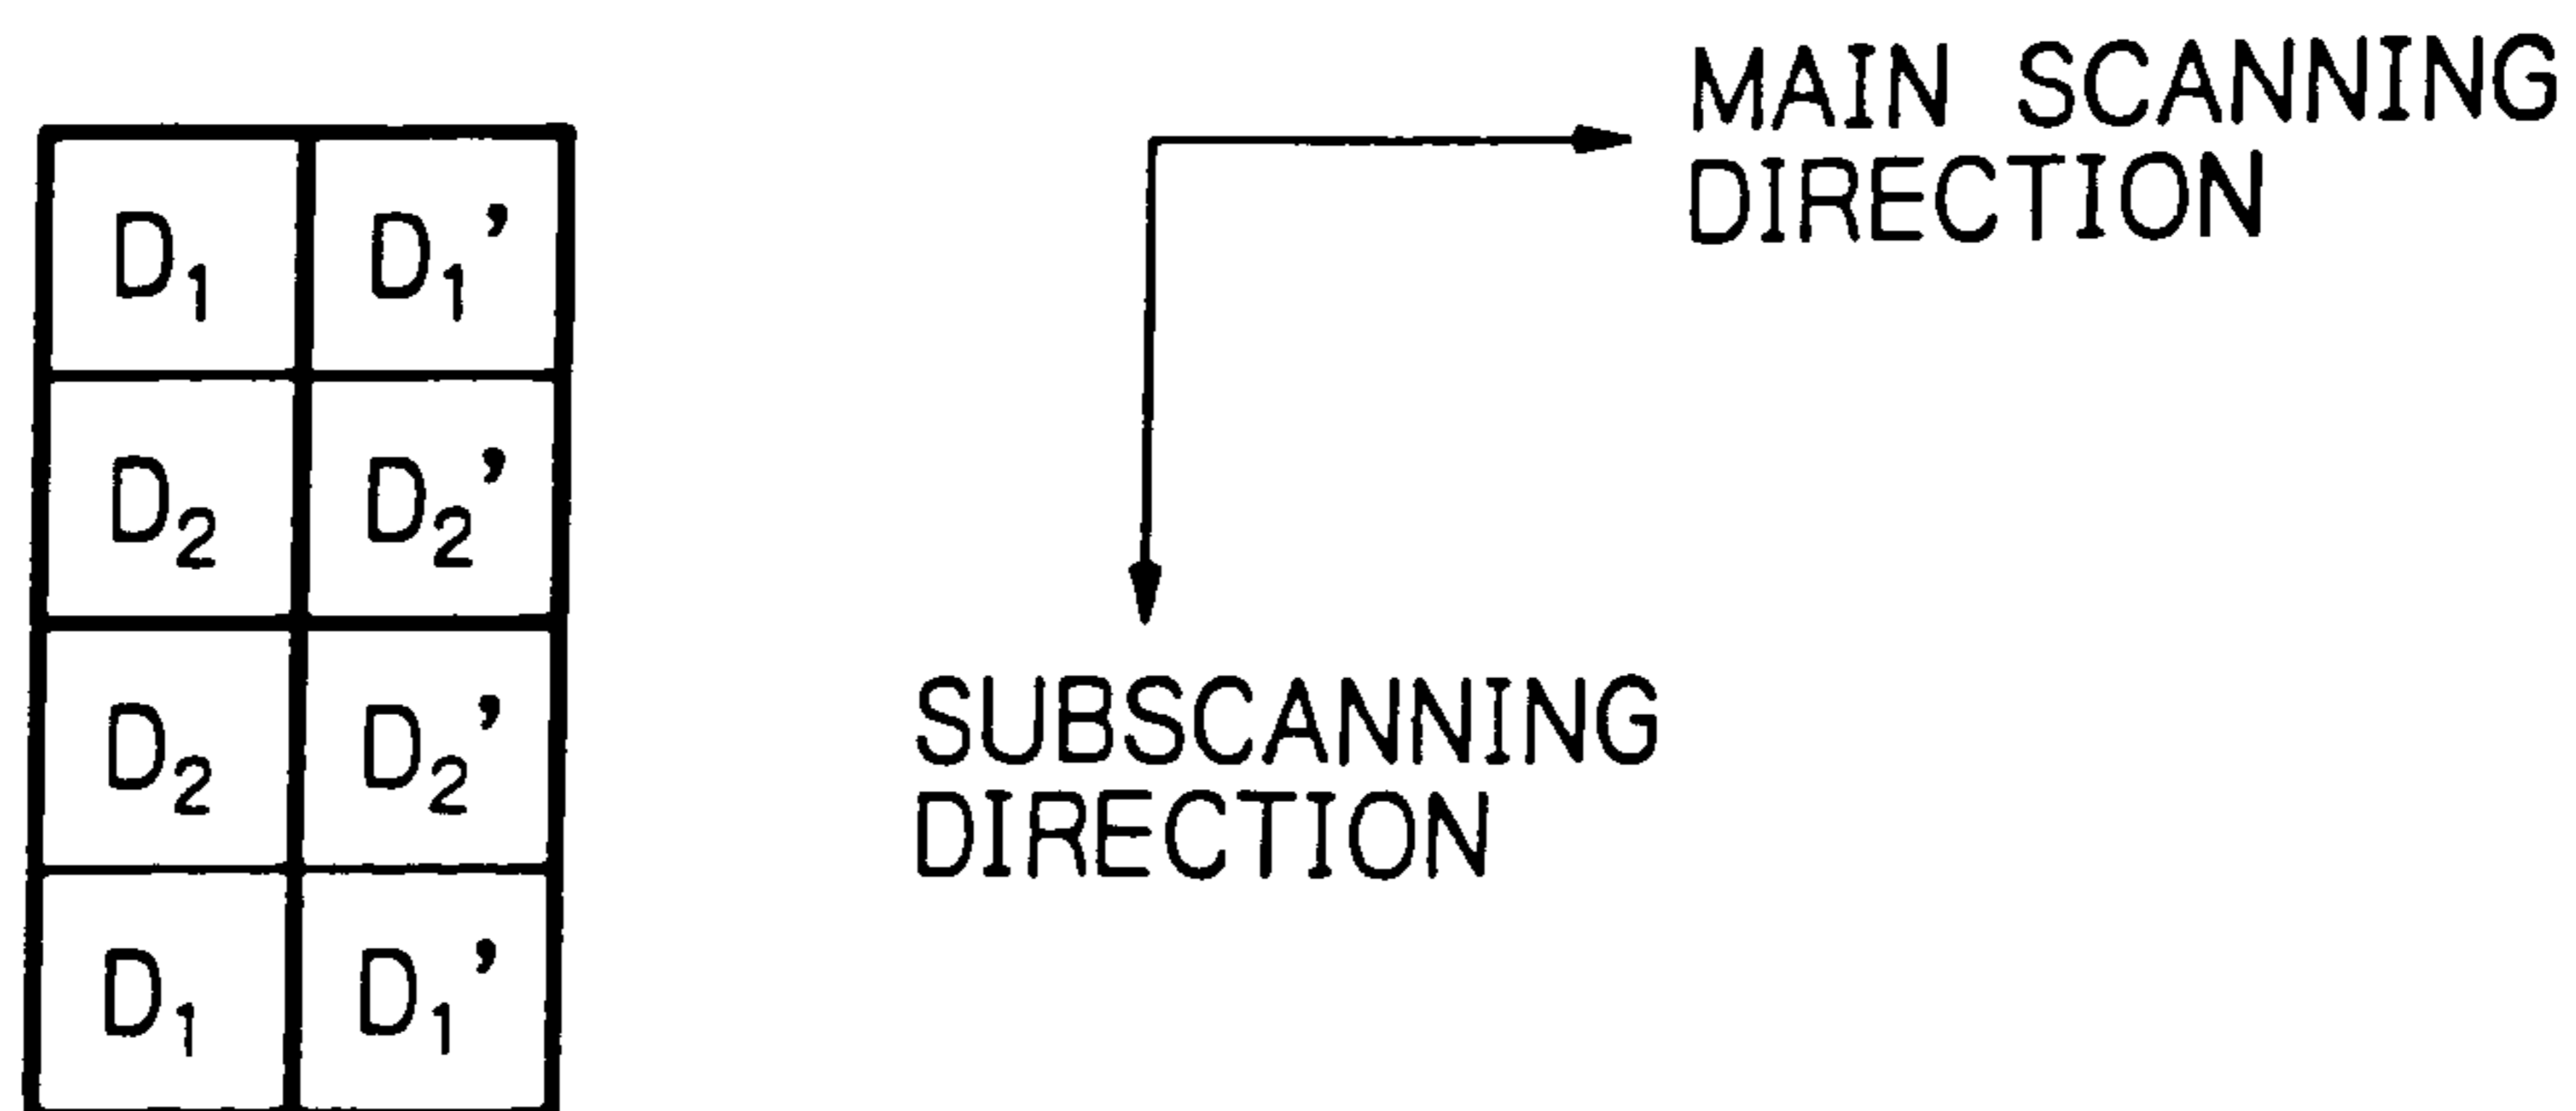 D₁ D₁’
D₂ D₂’
D₂ D₂’
D₁ D₁’
MAIN SCANNING
DIRECTION
SUBSCANNING
DIRECTION